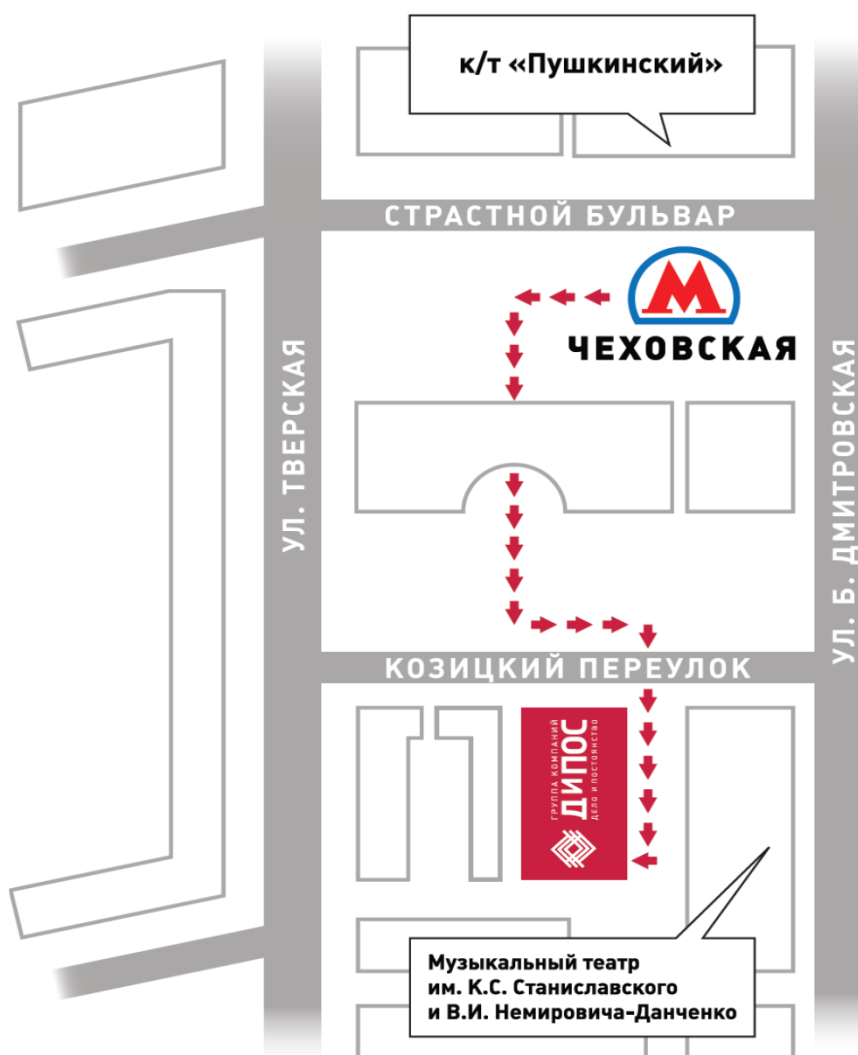 к/т «Пушкинский»
СТРАСТНОЙ БУЛЬВАР
М
ЧЕХОВСКАЯ
УЛ. ТВЕРСКАЯ
УЛ. Б. ДМИТРОВСКАЯ
КОЗИЦКИЙ ПЕРЕУЛОК
ГРУППА КОМПАНИЙ
ДИПОС
ДЕЛО И ПОСТОЯНСТВО
Музыкальный театр
им. К.С. Станиславского
и В.И. Немировича-Данченко